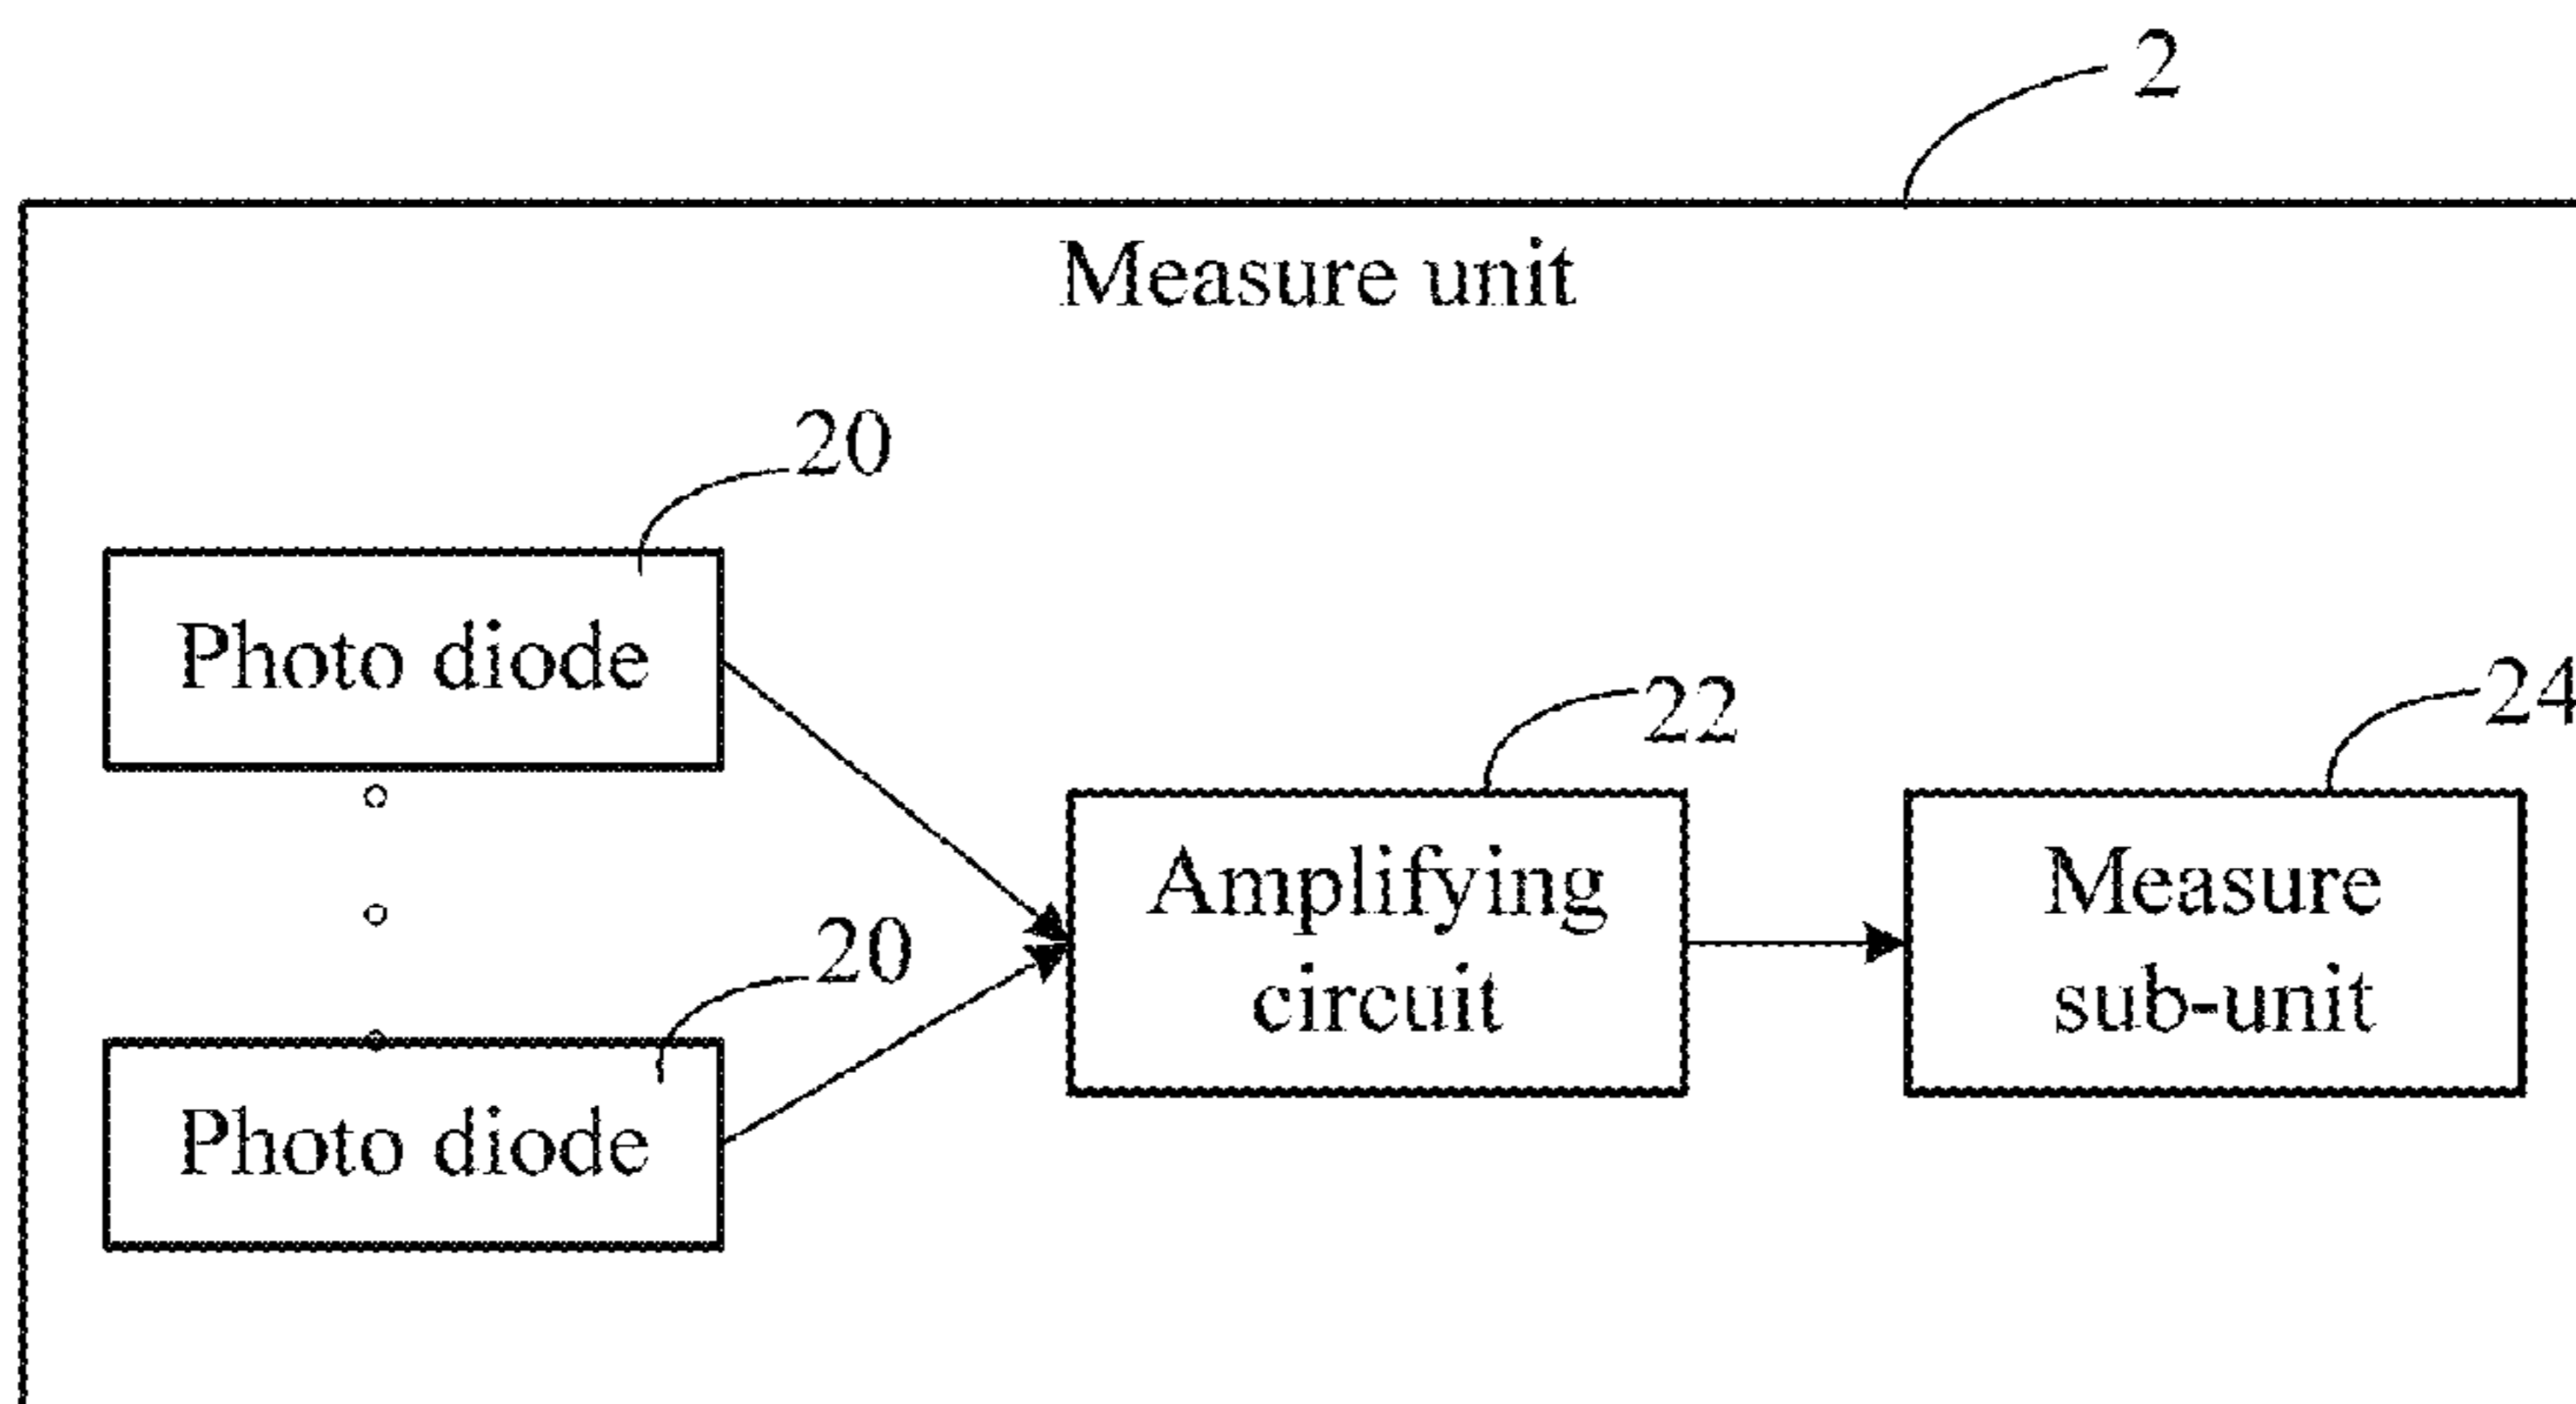 2
Measure unit
20
Photo diode
22
24
Amplifying
circuit
Measure
sub-unit
20
Photo diode